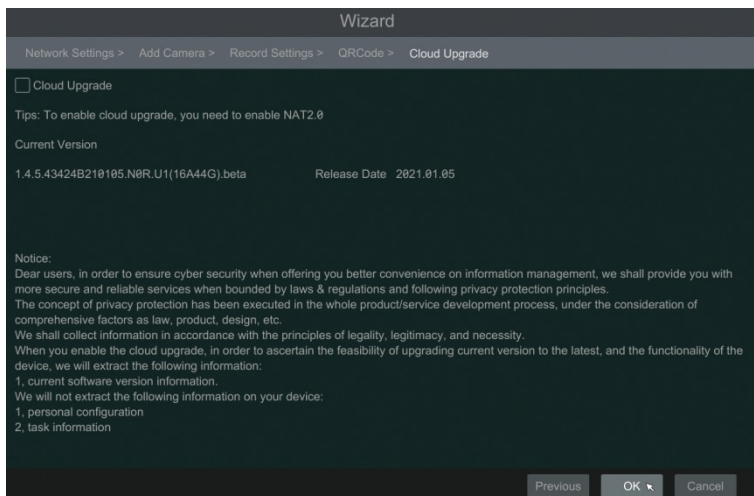 Wizard
Network Settings > Add Camera > Record Settings > QRCode > Cloud Upgrade
Cloud Upgrade
Tips: To enable cloud upgrade, you need to enable NAT2.0
Current Version
1.4.5.43424B210105.N0R.U1(16A44G).beta Release Date 2021.01.05
Notice:
Dear users, in order to ensure cyber security when offering you better convenience on information management, we shall provide you with
more secure and reliable services when bounded by laws & regulations and following privacy protection principles.
The concept of privacy protection has been executed in the whole product/service development process, under the consideration of
comprehensive factors as law, product, design, etc.
We shall collect information in accordance with the principles of legality, legitimacy, and necessity.
When you enable the cloud upgrade, in order to ascertain the feasibility of upgrading current version to the latest, and the functionality of the
device, we will extract the following information:
1, current software version information.
We will not extract the following information on your device:
1, personal configuration
2, task information
Previous OK Cancel